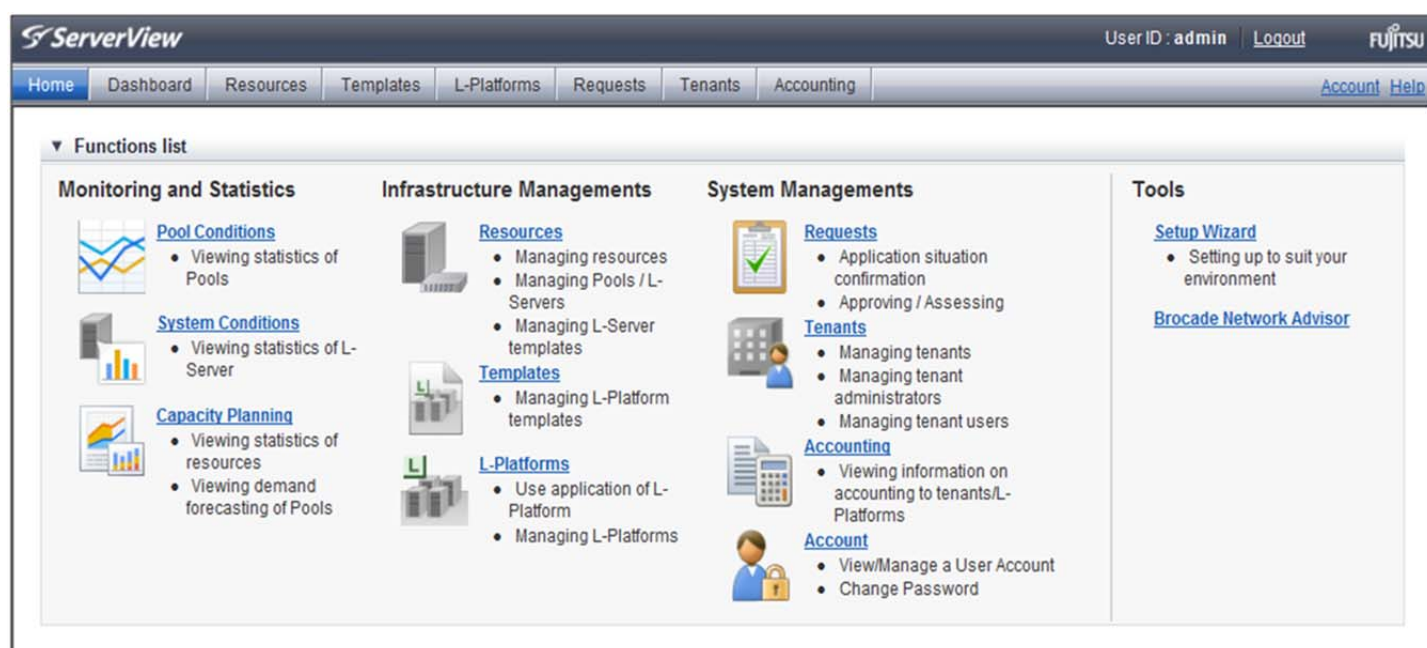 ServerView
User ID : admin Logout FUJITSU
Home Dashboard Resources Templates L-Platforms Requests Tenants Accounting Account Help
Functions list
Monitoring and Statistics
Pool Conditions
Viewing statistics of
Pools
System Conditions
Viewing statistics of L-
Server
Capacity Planning
Viewing statistics of
resources
Viewing demand
forecasting of Pools
Infrastructure Managements
Resources
Managing resources
Managing Pools / L-
Servers
Managing L-Server
templates
L
Templates
Managing L-Platform
templates
L
L-Platforms
Use application of L-
Platform
Managing L-Platforms
System Managements
Requests
Application situation
confirmation
Approving / Assessing
Tenants
Managing tenants
Managing tenant
administrators
Managing tenant users
Accounting
Viewing information on
accounting to tenants/L-
Platforms
Account
View/Manage a User Account
Change Password
Tools
Setup Wizard
Setting up to suit your
environment
Brocade Network Advisor